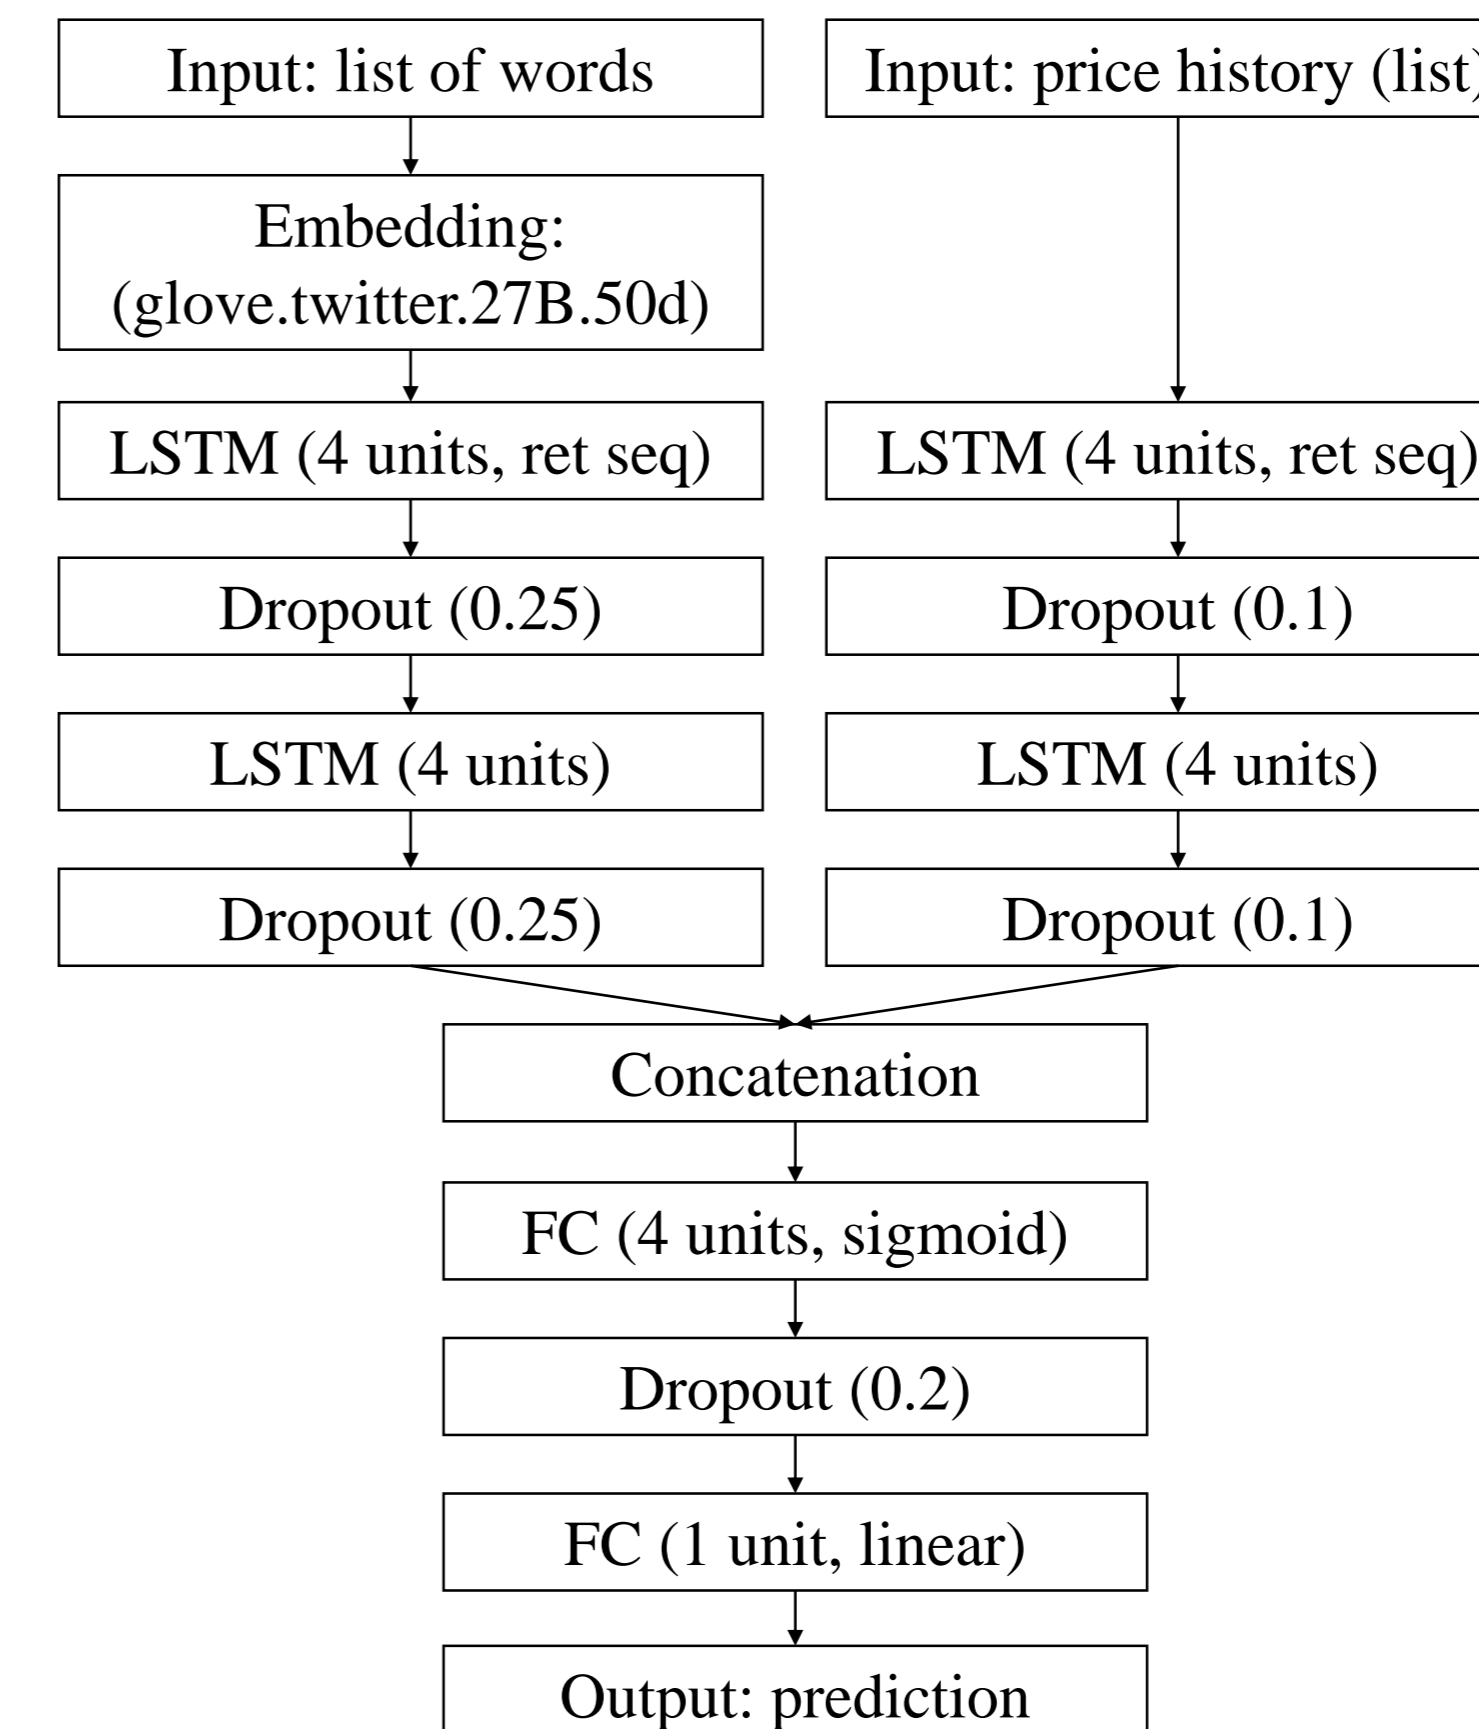 Input: list of words
Input: price history (list)
Embedding:
(glove.twitter.27B.50d)
LSTM (4 units, ret seq)
LSTM (4 units, ret seq)
Dropout (0.25)
Dropout (0.1)
LSTM (4 units)
LSTM (4 units)
Dropout (0.25)
Dropout (0.1)
Concatenation
FC (4 units, sigmoid)
Dropout (0.2)
FC (1 unit, linear)
Output: prediction